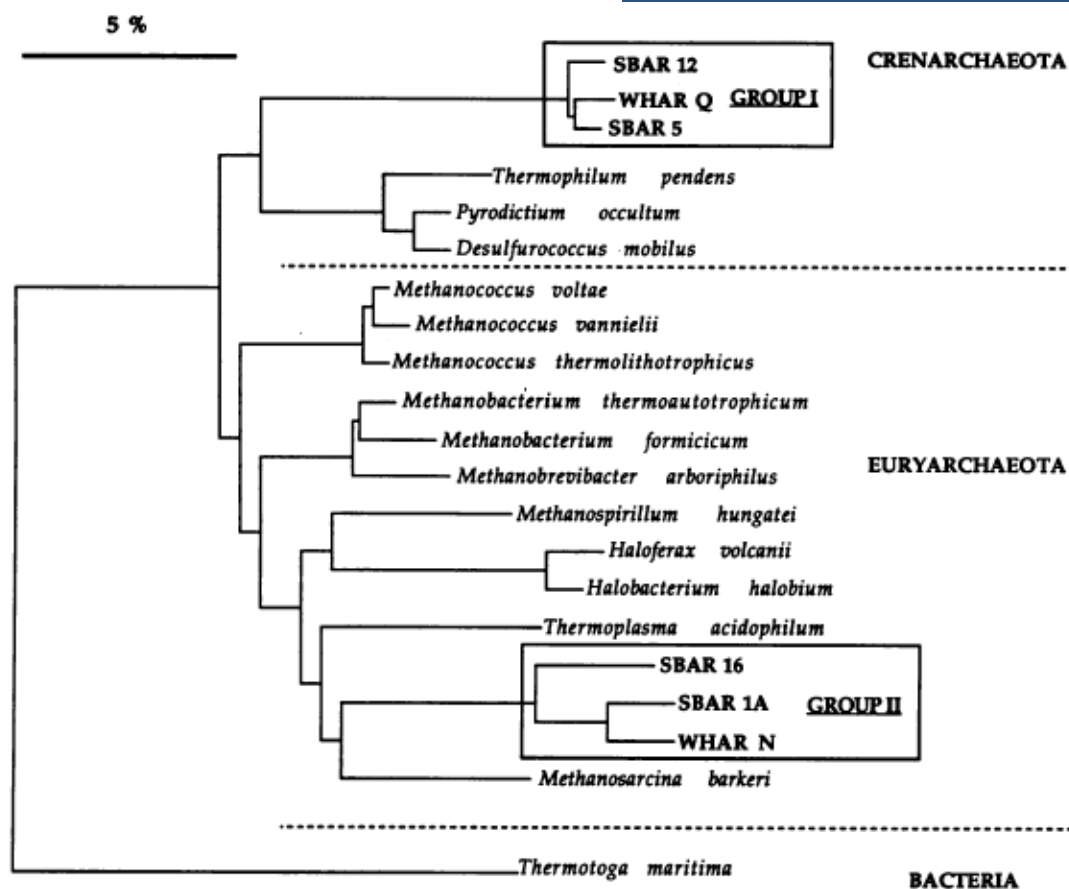 5 %
CRENARCHAEOTA
SBAR 12
WHAR Q GROUP I
SBAR 5
Thermophilum pendens
Pyrodictium occultum
Desulfurococcus mobilus
Methanococcus voltae
Methanococcus vannielii
Methanococcus thermolithotrophicus
Methanobacterium thermoautotrophicum
Methanobacterium formicicum
EURYARCHAEOTA
Methanobrevibacter arboriphilus
Methanospirillum hungatei
Haloferax volcanii
Halobacterium halobium
Thermoplasma acidophilum
SBAR 16
SBAR 1A GROUP II
WHAR N
Methanosarcina barkeri
Thermotoga maritima
BACTERIA